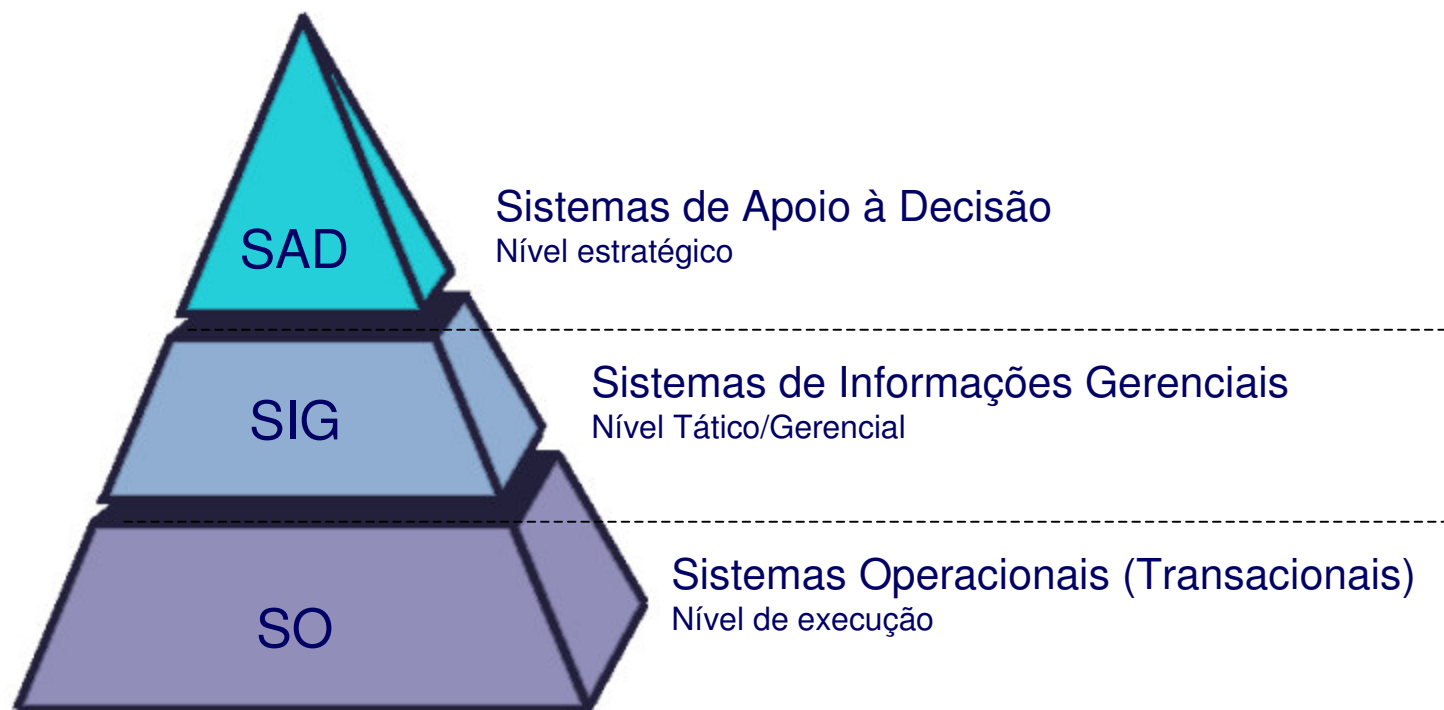 SAD
Sistemas de Apoio à Decisão
Nível estratégico
SIG
Sistemas de Informações Gerenciais
Nível Tático/Gerencial
SO
Sistemas Operacionais (Transacionais)
Nível de execução